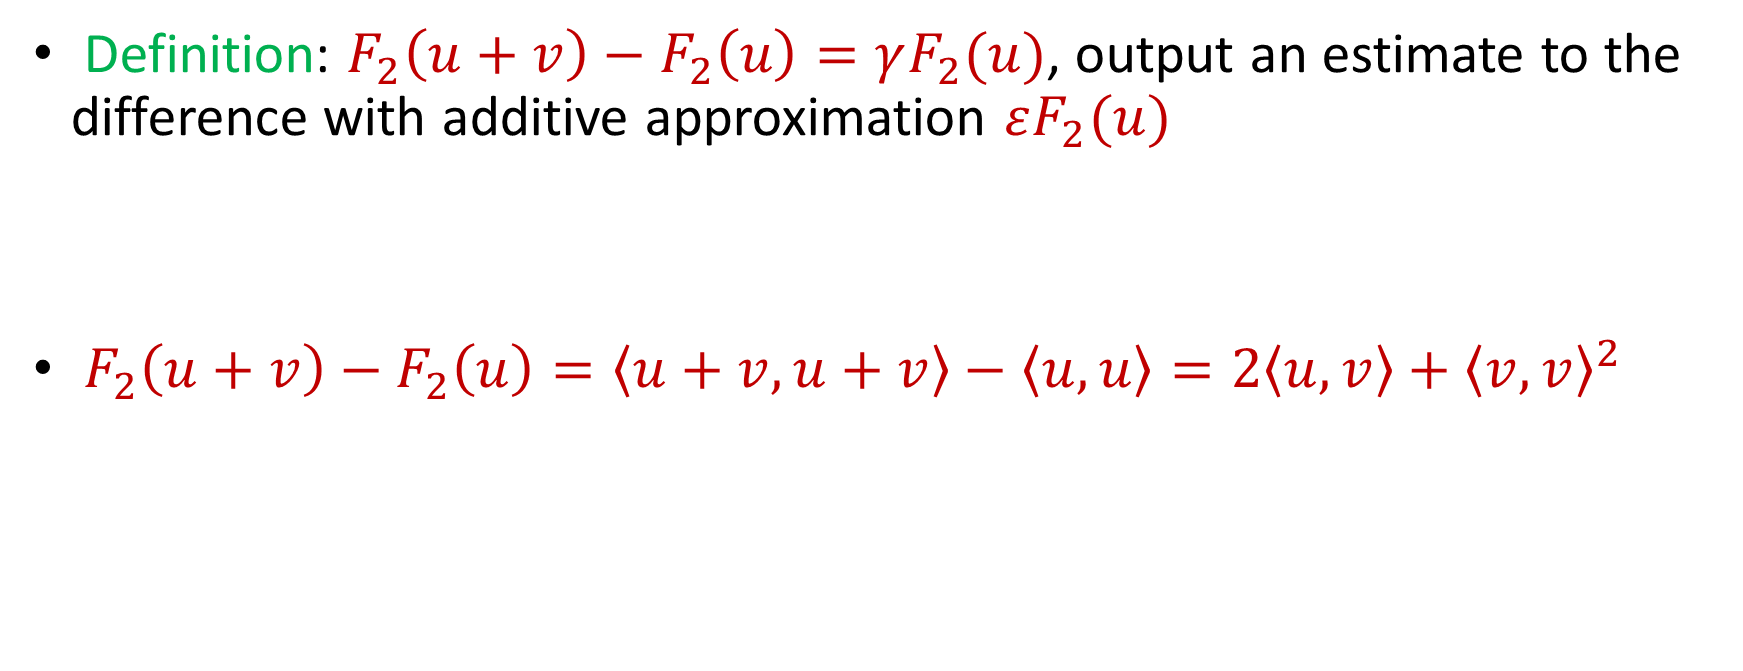 • Definition: 𝐹₂(𝑢 + 𝑣) − 𝐹₂(𝑢) = 𝛾𝐹₂(𝑢), output an estimate to the
difference with additive approximation 𝜀𝐹₂(𝑢)
• 𝐹₂(𝑢 + 𝑣) − 𝐹₂(𝑢) = ⟨𝑢 + 𝑣, 𝑢 + 𝑣⟩ − ⟨𝑢, 𝑢⟩ = 2⟨𝑢, 𝑣⟩ + ⟨𝑣, 𝑣⟩²